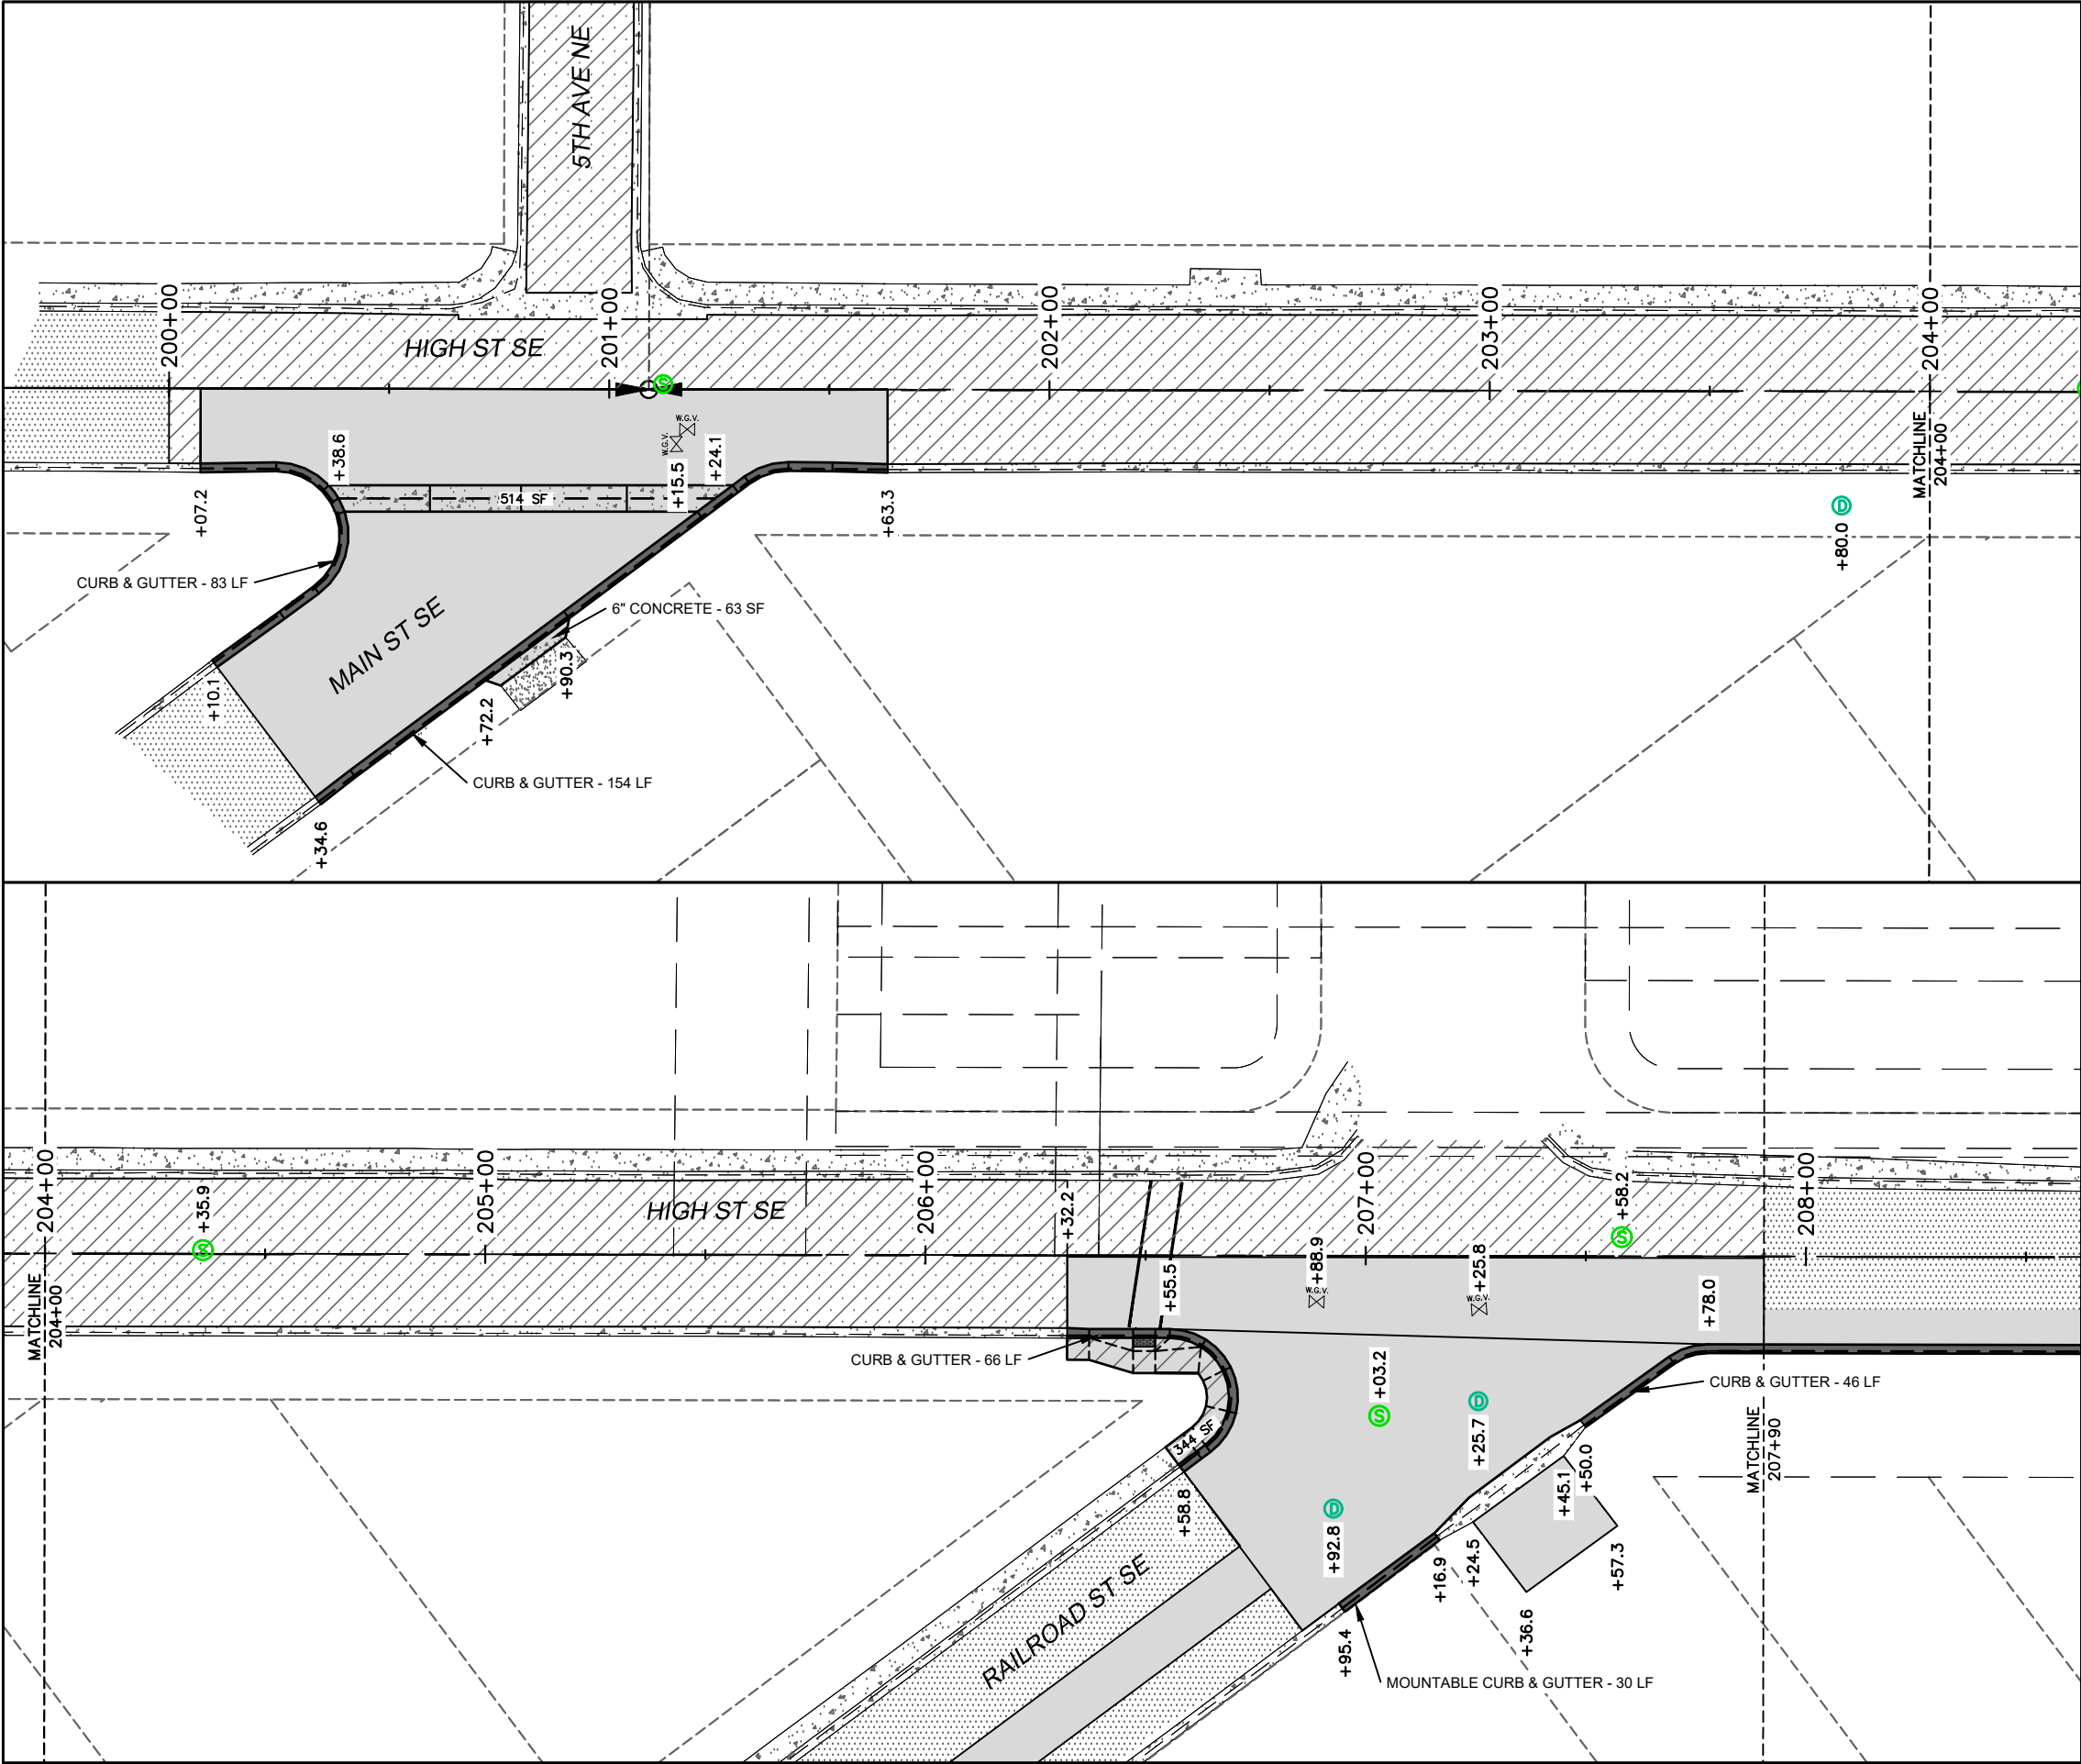 5TH AVE NE
200+00
201+00
202+00
203+00
204+00
HIGH ST SE
S
W.G.V.
W.G.V.
+38.6
+15.5
+24.1
514 SF
+07.2
+63.3
MATCHLINE
204+00
D
+80.0
CURB & GUTTER - 83 LF
6" CONCRETE - 63 SF
MAIN ST SE
+10.1
+90.3
+72.2
CURB & GUTTER - 154 LF
+34.6
204+00
+35.9
S
205+00
HIGH ST SE
206+00
+32.2
207+00
+58.2
S
208+00
MATCHLINE
204+00
+55.5
+88.9
W.G.V.
+25.8
W.G.V.
+78.0
CURB & GUTTER - 66 LF
+03.2
S
D
+25.7
CURB & GUTTER - 46 LF
344 SF
MATCHLINE
207+90
+58.8
D
+92.8
+45.1
+50.0
RAILROAD ST SE
+16.9
+24.5
+57.3
+36.6
+95.4
MOUNTABLE CURB & GUTTER - 30 LF